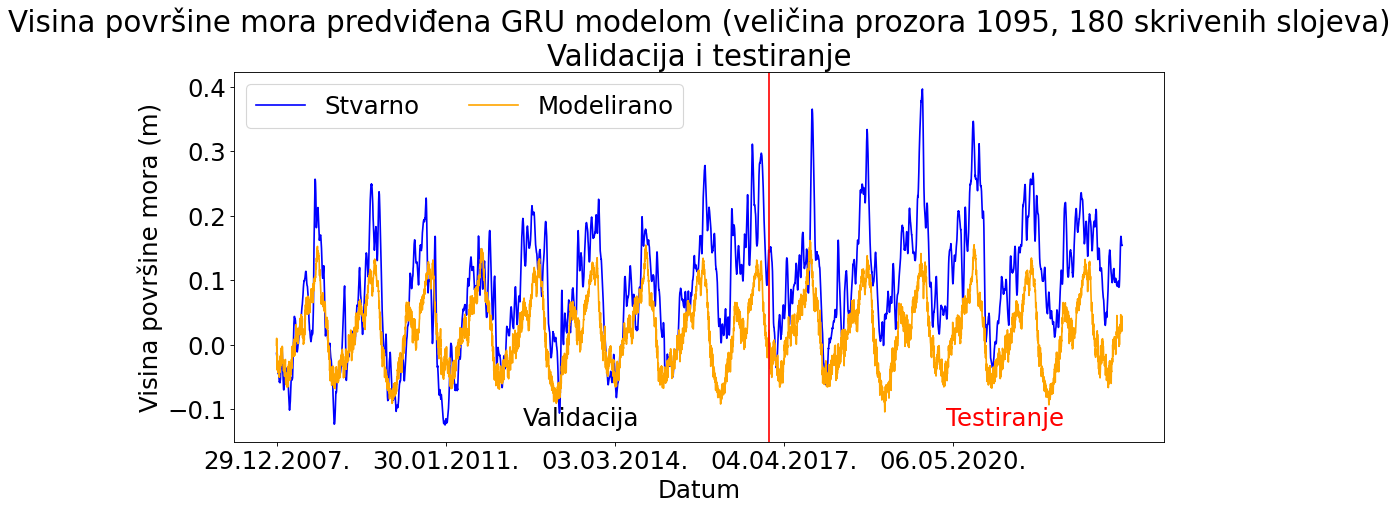 Visina površine mora predviđena GRU modelom (veličina prozora 1095, 180 skrivenih slojeva)
Validacija i testiranje
Stvarno
Modelirano
Visina površine mora (m)
0.4
0.3
0.2
0.1
0.0
−0.1
Validacija
Testiranje
29.12.2007.
30.01.2011.
03.03.2014.
04.04.2017.
06.05.2020.
Datum